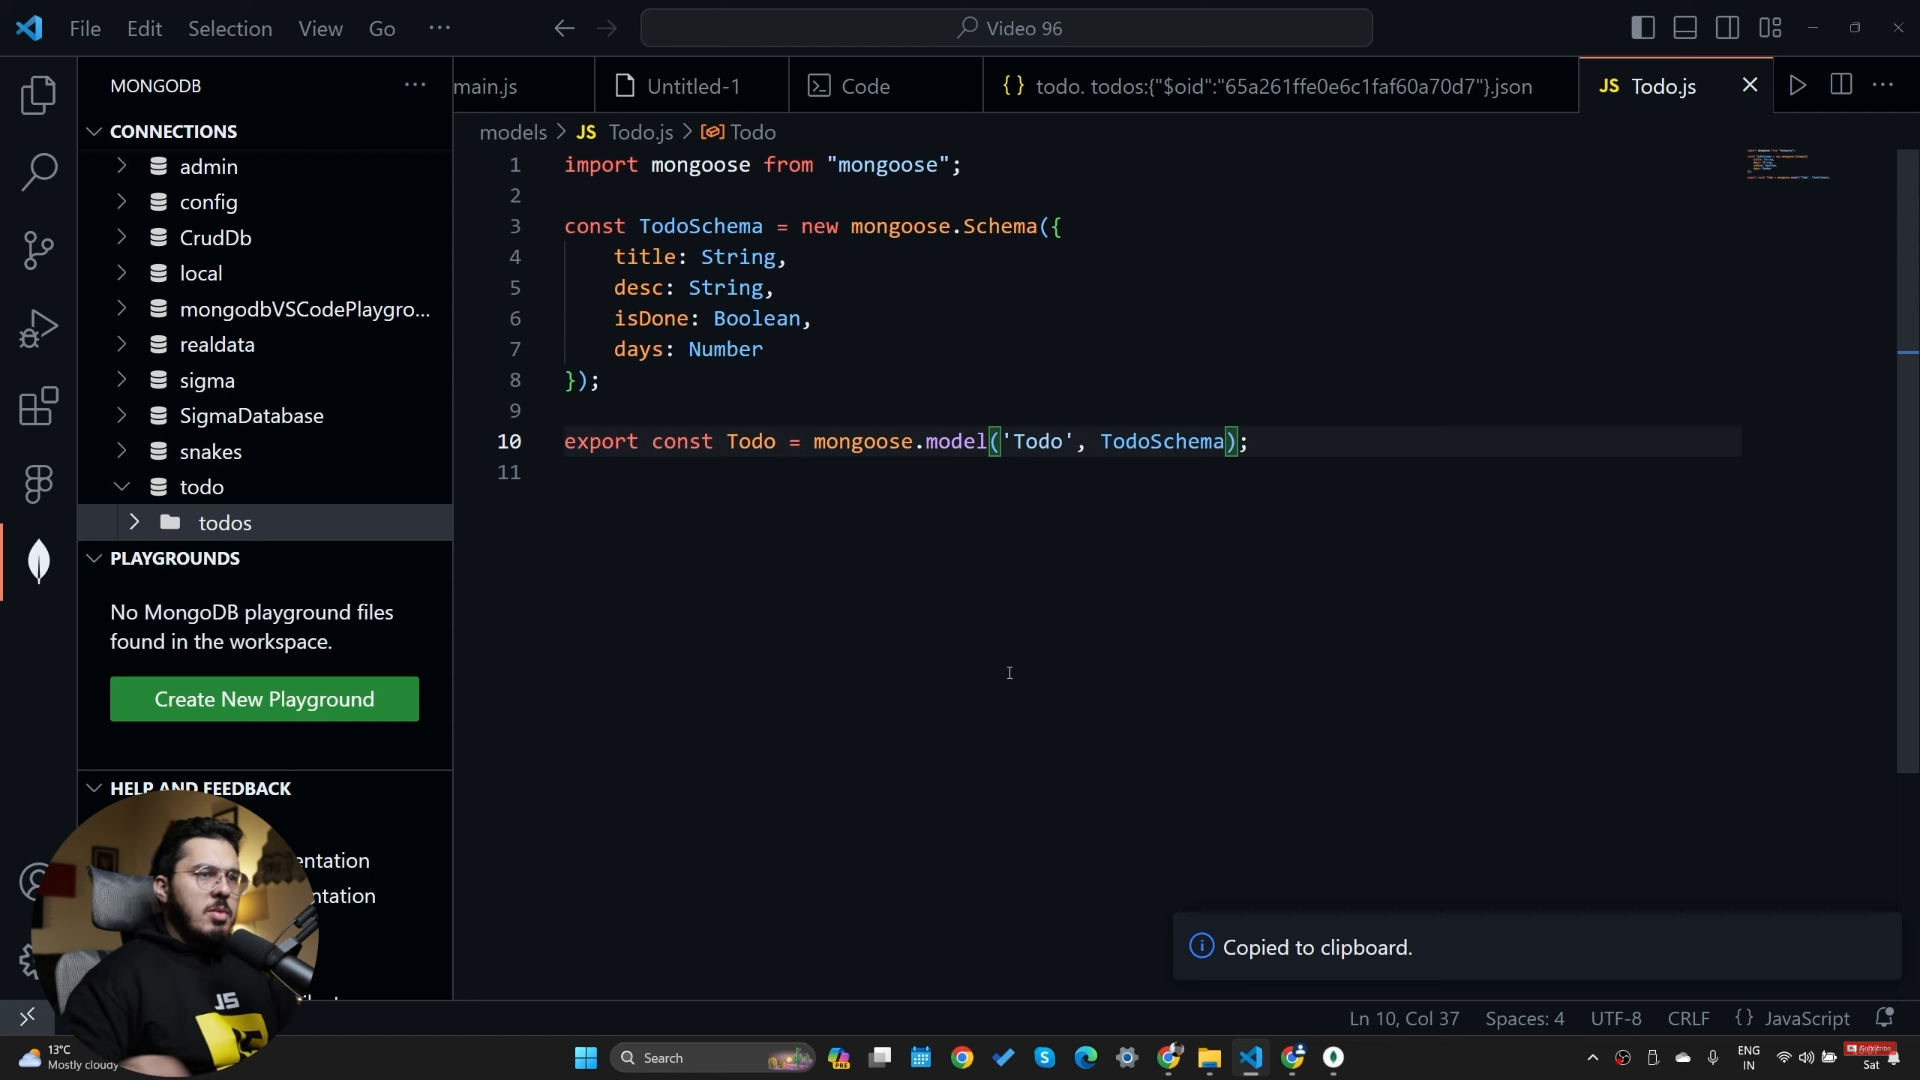 File Edit Selection View Go ···
Video 96
MONGODB ···
main.js
Untitled-1
Code
{} todo. todos:{"$oid":"65a261ffe0e6c1faf60a70d7"}.json
JS Todo.js
CONNECTIONS
admin
config
CrudDb
local
mongodbVSCodePlaygro...
realdata
sigma
SigmaDatabase
snakes
todo
todos
PLAYGROUNDS
No MongoDB playground files
found in the workspace.
Create New Playground
HELP AND FEEDBACK
entation
ntation
models > JS Todo.js > Todo
1 import mongoose from "mongoose";
2
3 const TodoSchema = new mongoose.Schema({
4 title: String,
5 desc: String,
6 isDone: Boolean,
7 days: Number
8 });
9
10 export const Todo = mongoose.model('Todo', TodoSchema);
11
Copied to clipboard.
JS
Ln 10, Col 37 Spaces: 4 UTF-8 CRLF {} JavaScript
13°C
Mostly cloudy
Search
PRE
ENG
IN
Subscribe
Sat